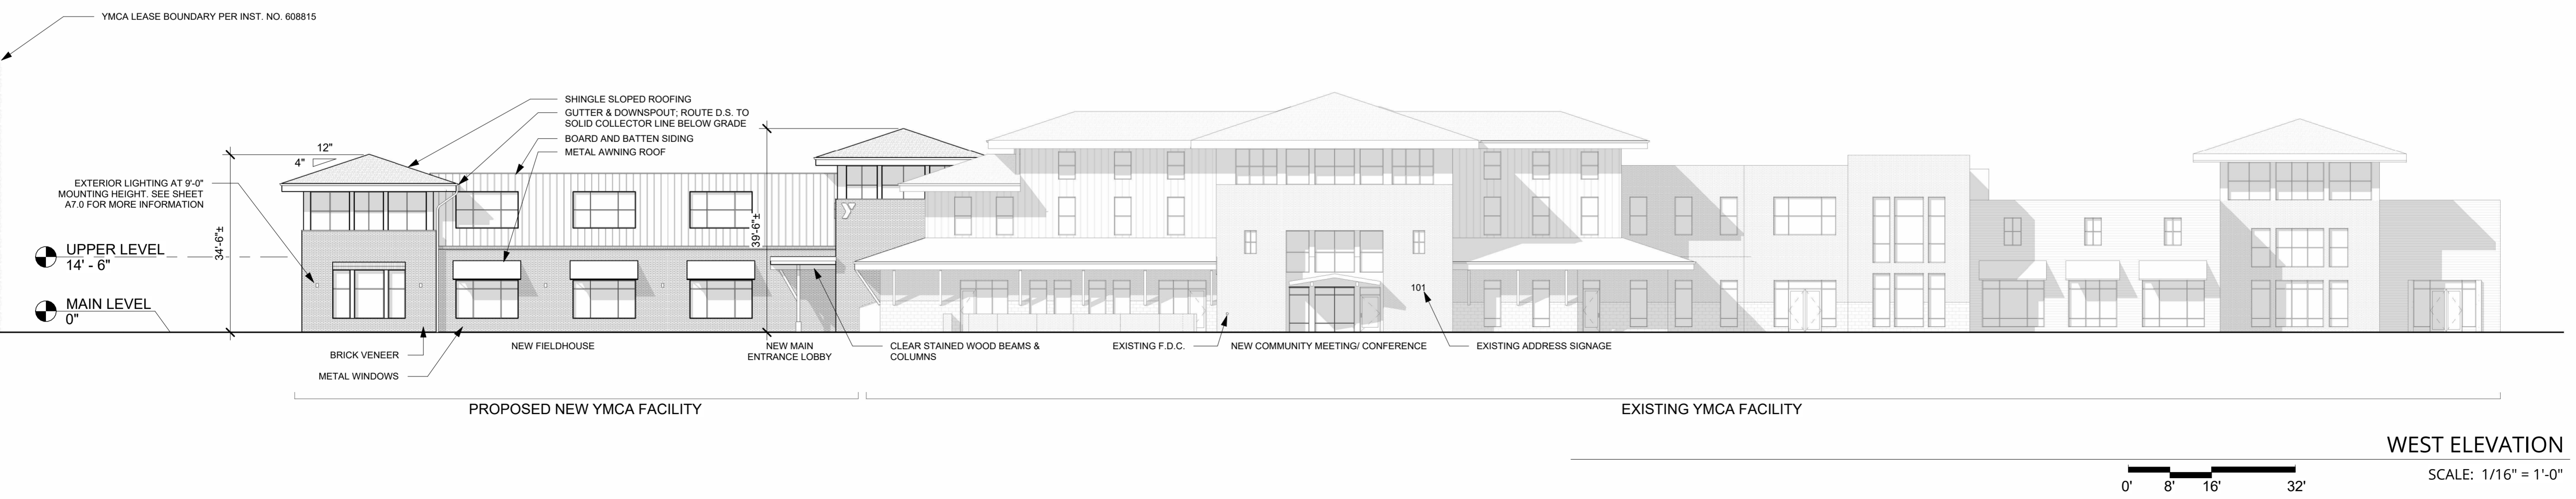 YMCA LEASE BOUNDARY PER INST. NO. 608815
SHINGLE SLOPED ROOFING
GUTTER & DOWNSPOUT; ROUTE D.S. TO
SOLID COLLECTOR LINE BELOW GRADE
BOARD AND BATTEN SIDING
METAL AWNING ROOF
12"
4"
EXTERIOR LIGHTING AT 9'-0"
MOUNTING HEIGHT. SEE SHEET
A7.0 FOR MORE INFORMATION
34'-6"±
39'-6"±
Y
UPPER LEVEL
14' - 6"
MAIN LEVEL
0"
101
BRICK VENEER
METAL WINDOWS
NEW FIELDHOUSE
NEW MAIN
ENTRANCE LOBBY
CLEAR STAINED WOOD BEAMS &
COLUMNS
EXISTING F.D.C.
NEW COMMUNITY MEETING/ CONFERENCE
EXISTING ADDRESS SIGNAGE
PROPOSED NEW YMCA FACILITY
EXISTING YMCA FACILITY
WEST ELEVATION
SCALE: 1/16" = 1'-0"
0' 8' 16' 32'